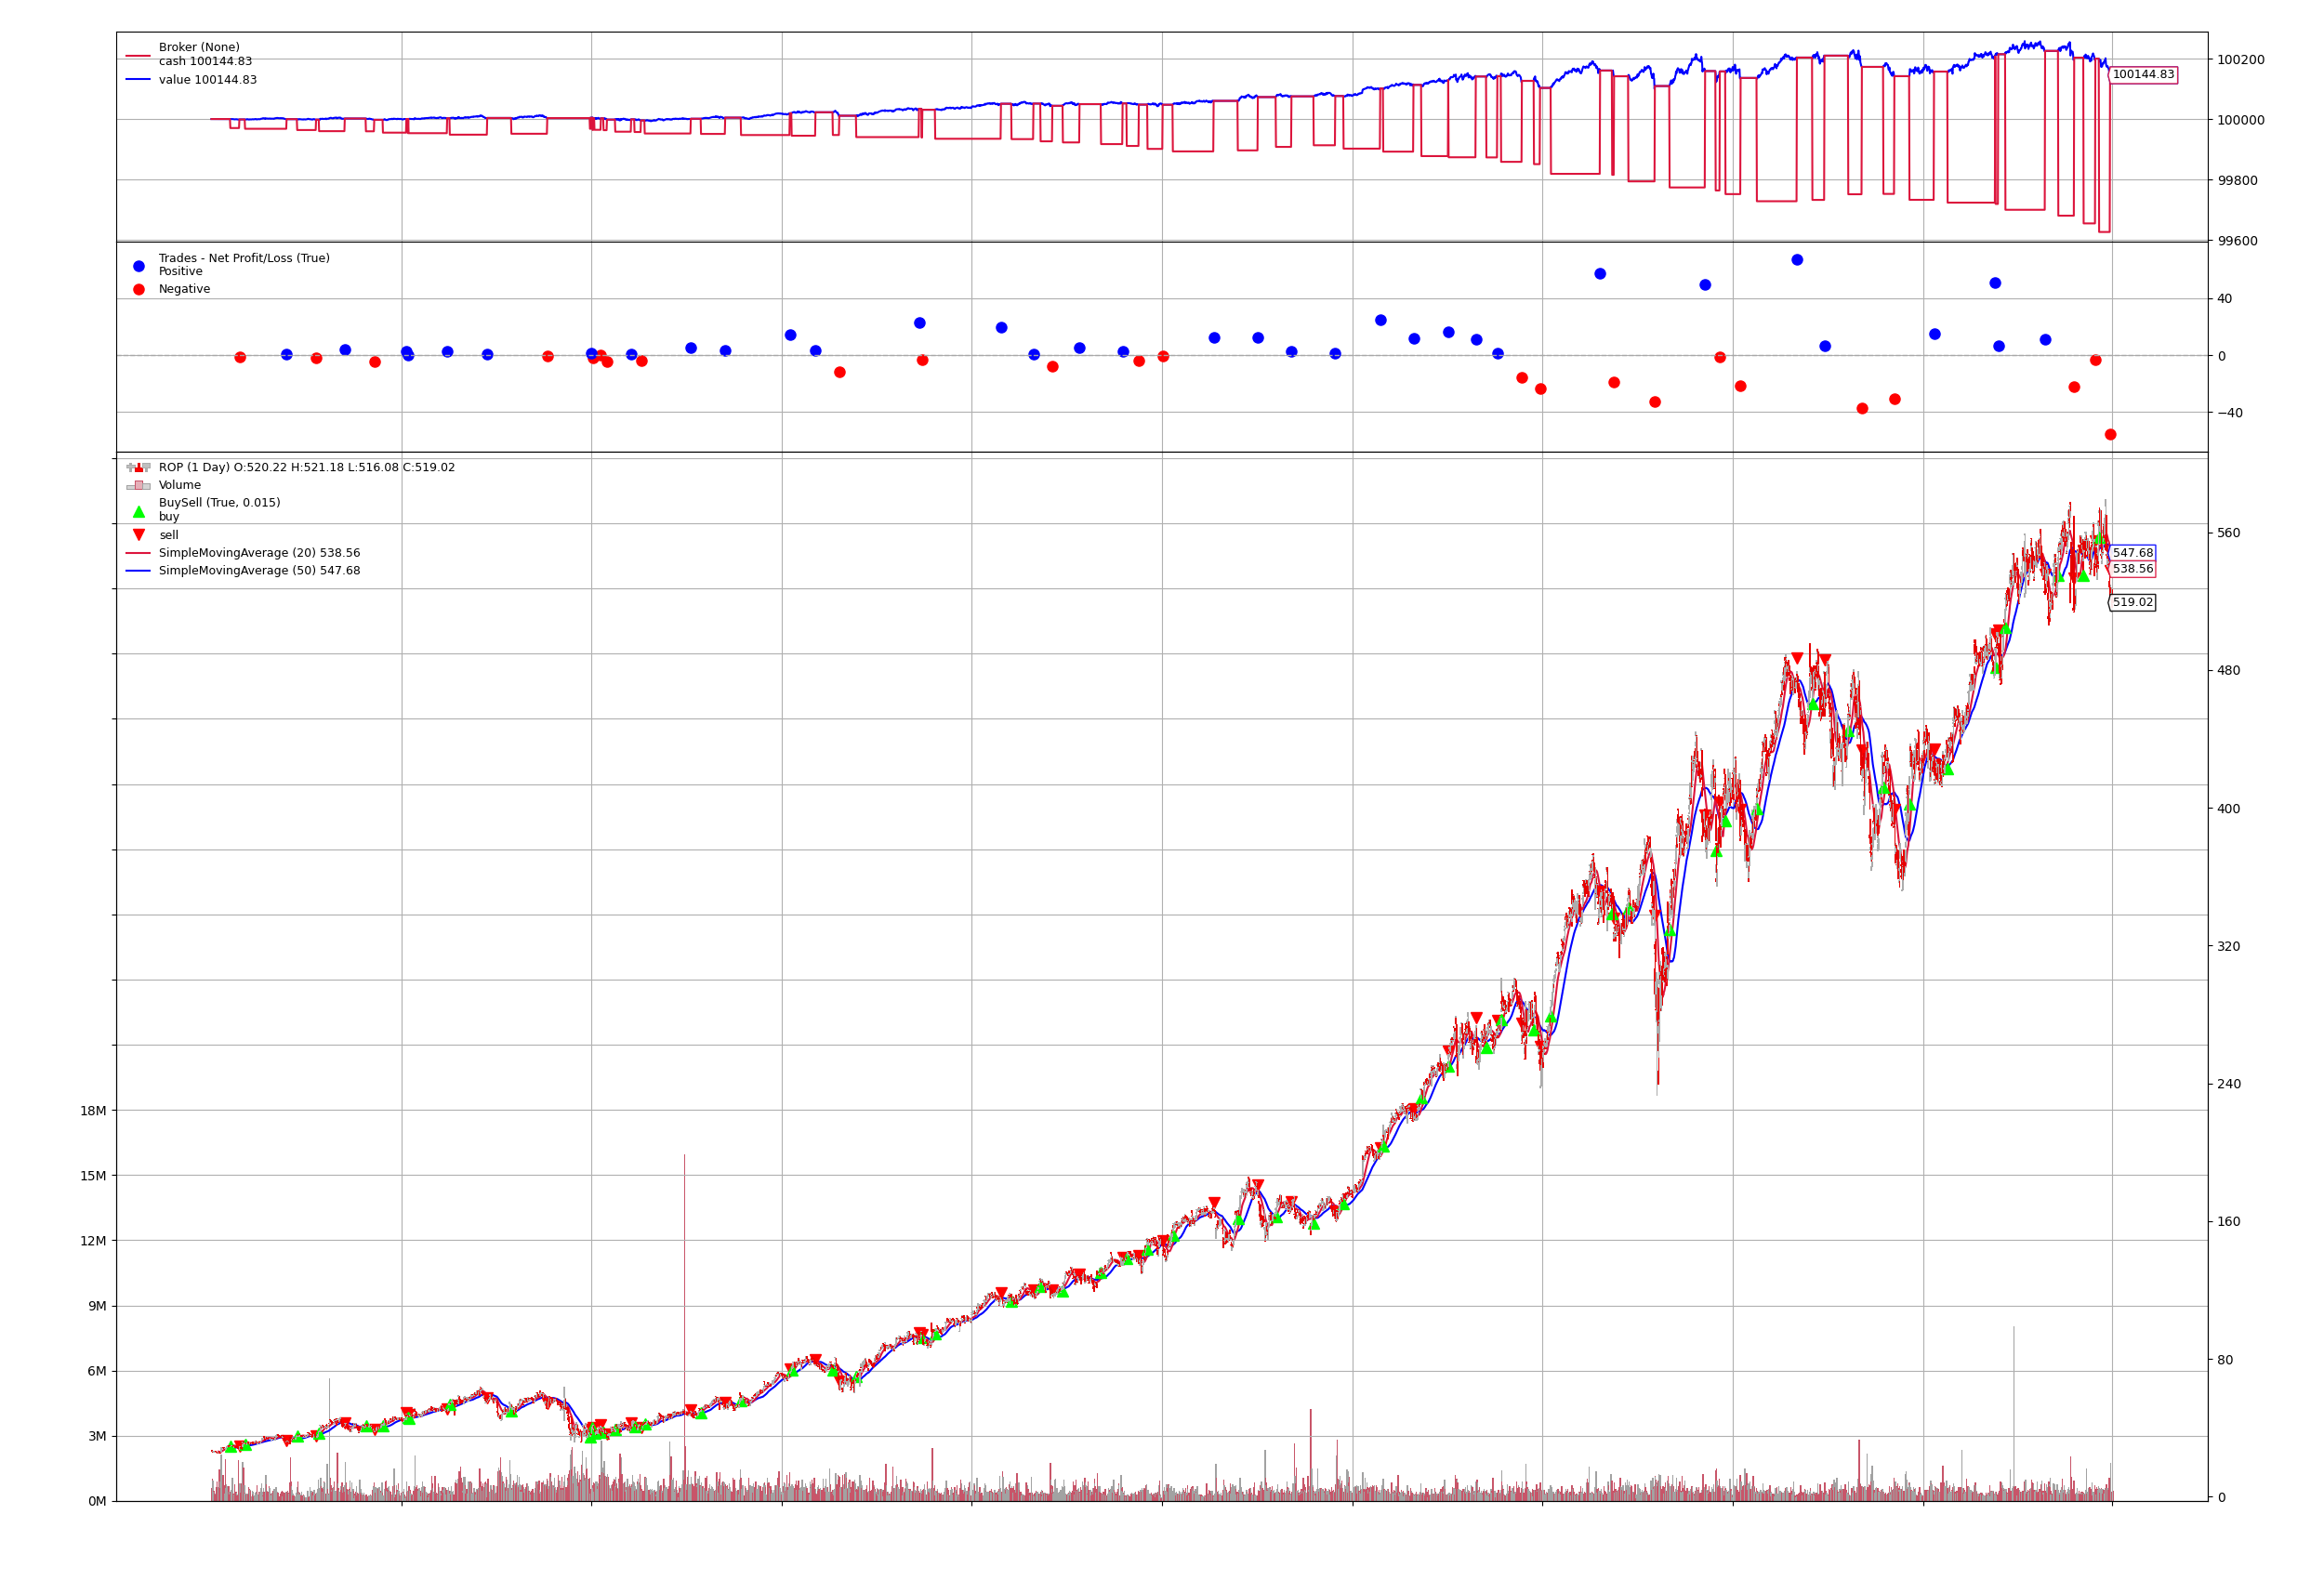 Broker (None)
cash 100144.83
value 100144.83
100200
100144.83
100000
99800
99600
Trades - Net Profit/Loss (True)
Positive
Negative
40
0
−40
ROP (1 Day) O:520.22 H:521.18 L:516.08 C:519.02
Volume
BuySell (True, 0.015)
buy
sell
SimpleMovingAverage (20) 538.56
SimpleMovingAverage (50) 547.68
560
547.68
538.56
519.02
480
400
320
240
18M
15M
160
12M
9M
6M
80
3M
0M
0